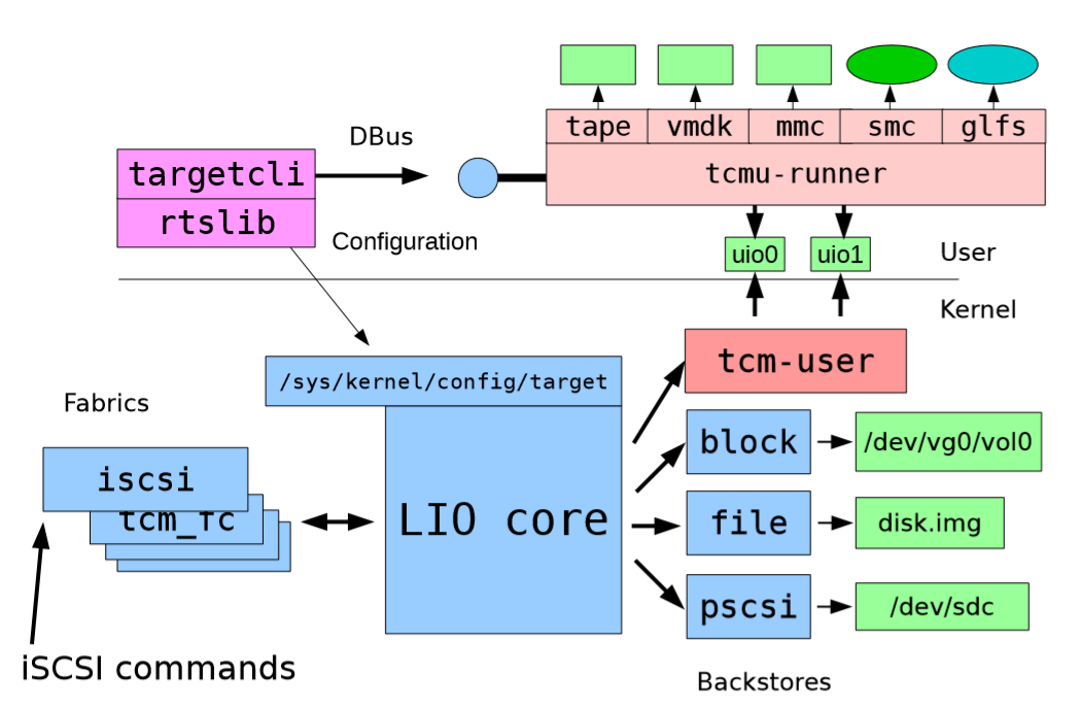 tape vmdk mmc smc glfs
tcmu-runner
DBus
targetcli
rtslib
Configuration
uio0 uio1
User
Kernel
tcm-user
/sys/kernel/config/target
Fabrics
iscsi
tcm_fc
LIO core
block /dev/vg0/vol0
file disk.img
pscsi /dev/sdc
iSCSI commands
Backstores